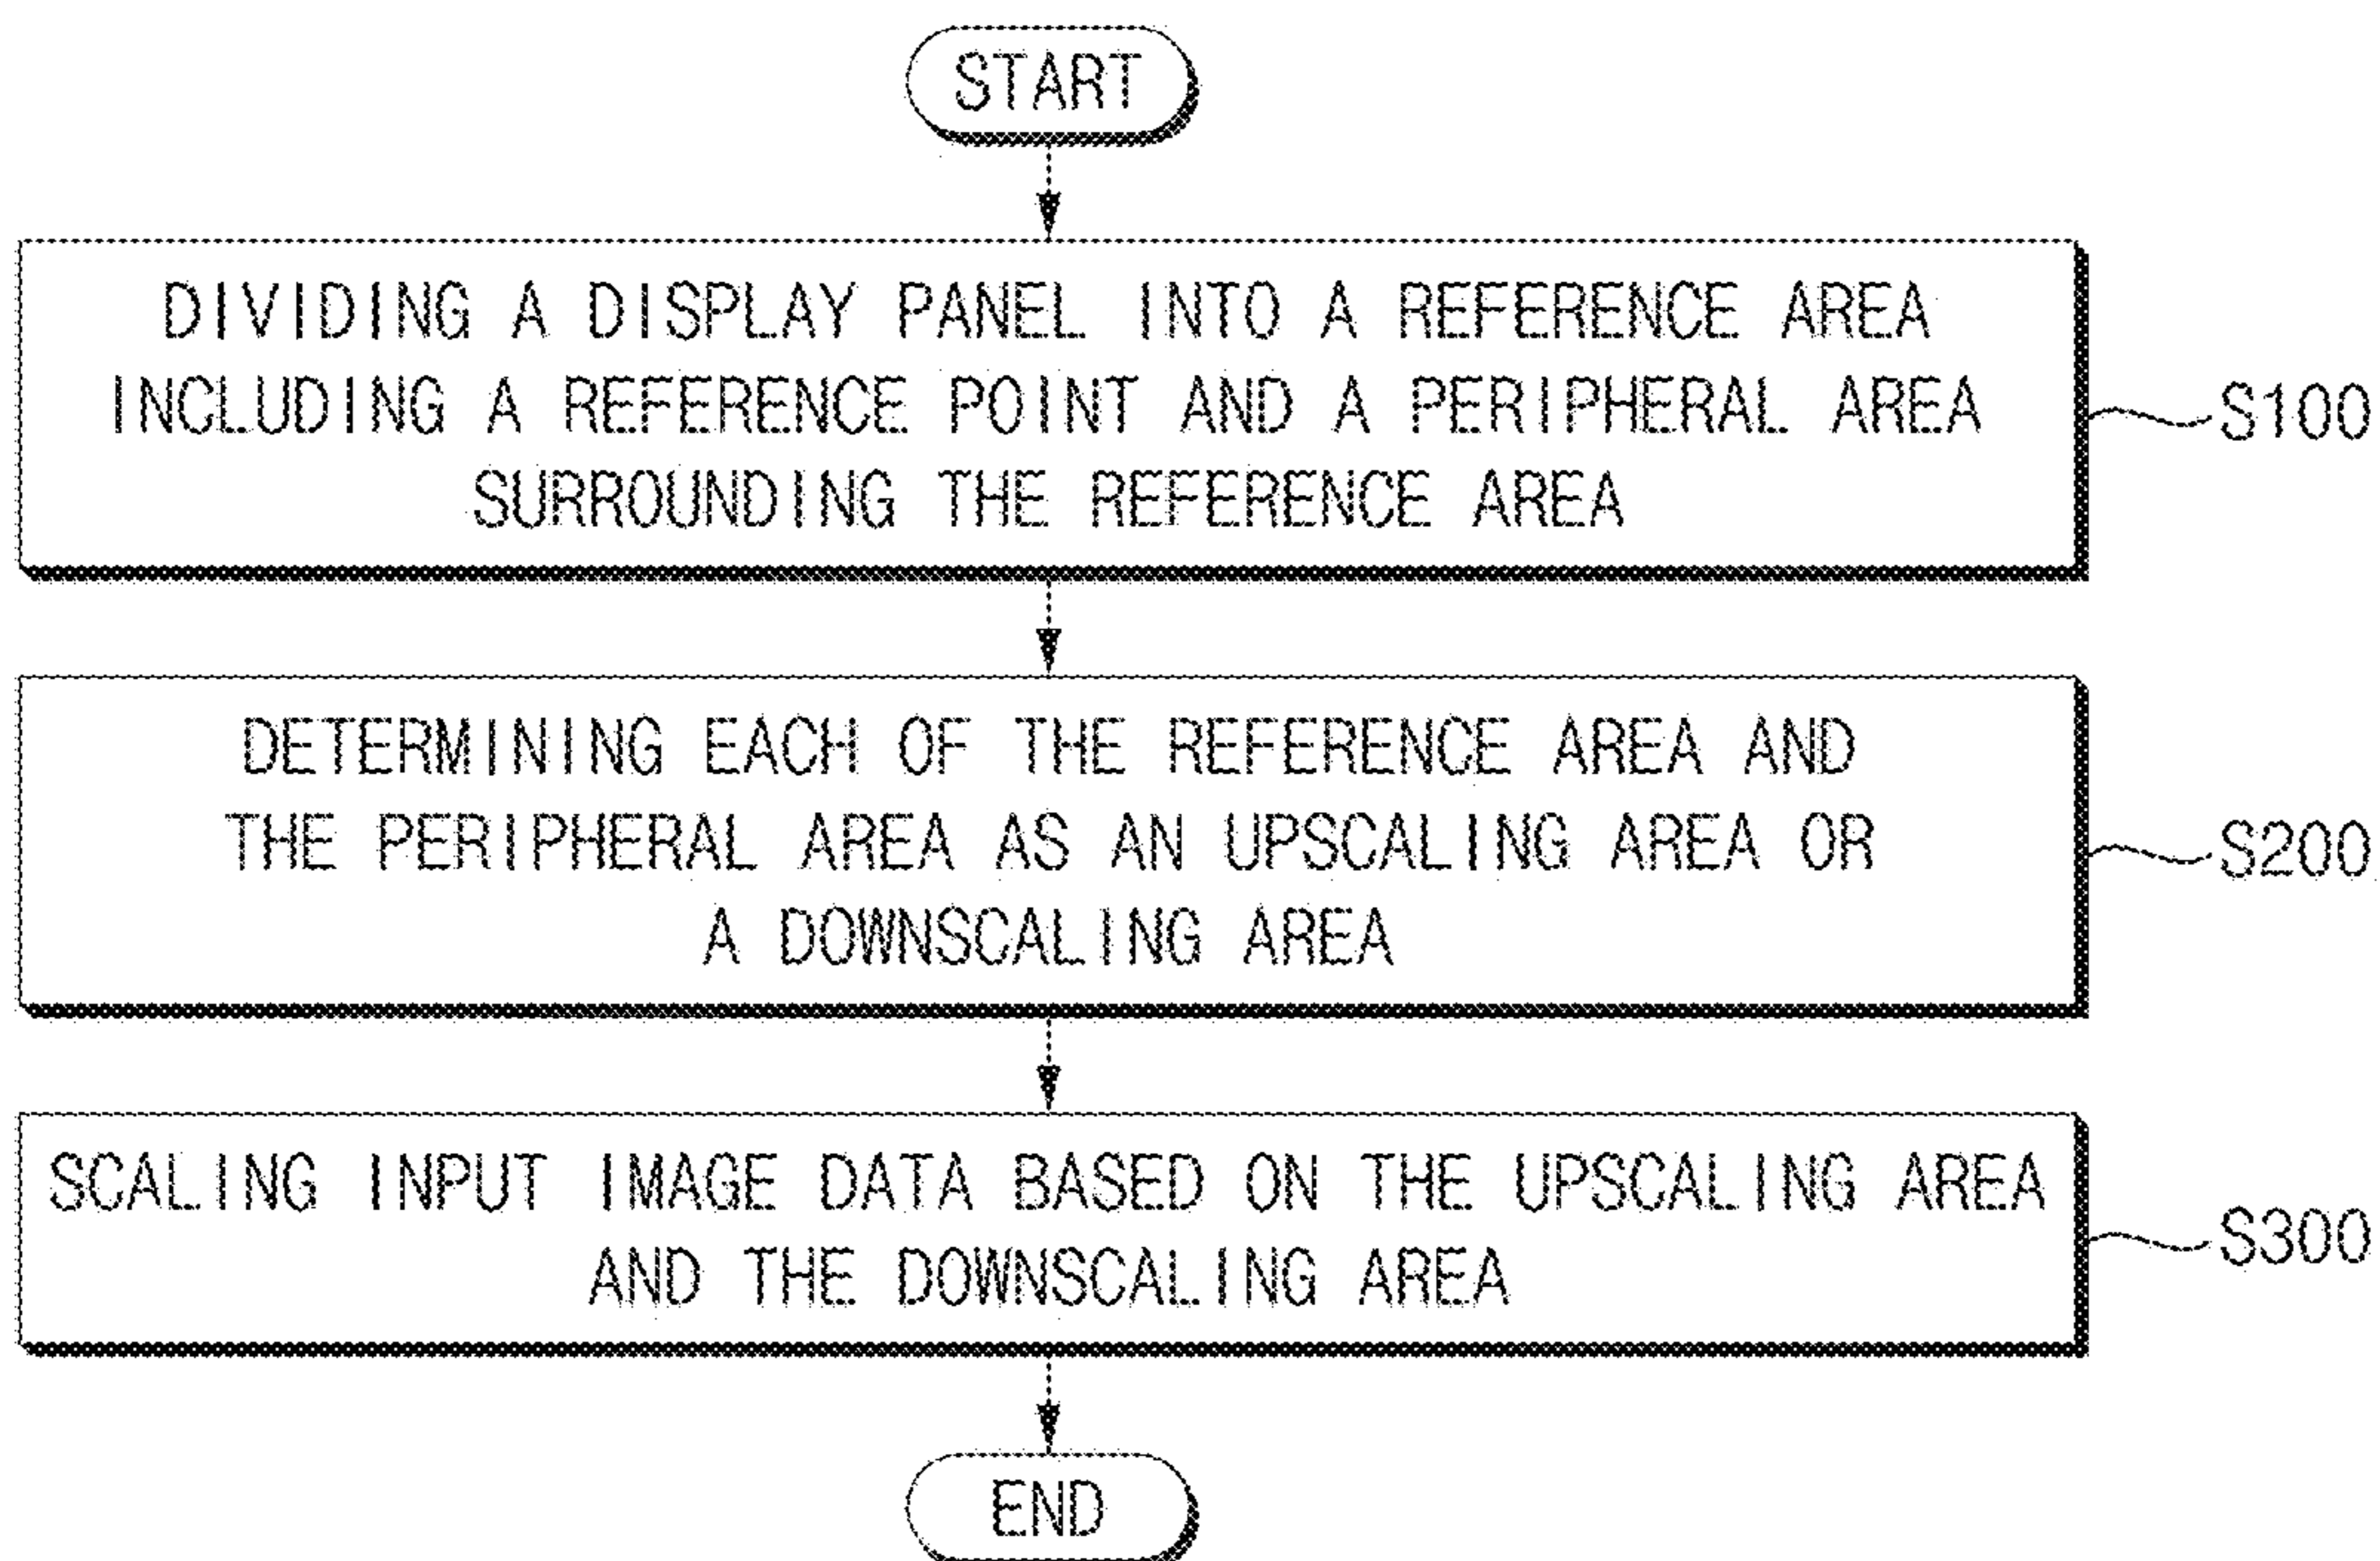 START
DIVIDING A DISPLAY PANEL INTO A REFERENCE AREA
INCLUDING A REFERENCE POINT AND A PERIPHERAL AREA
SURROUNDING THE REFERENCE AREA
S100
DETERMINING EACH OF THE REFERENCE AREA AND
THE PERIPHERAL AREA AS AN UPSCALING AREA OR
A DOWNSCALING AREA
S200
SCALING INPUT IMAGE DATA BASED ON THE UPSCALING AREA
AND THE DOWNSCALING AREA
S300
END